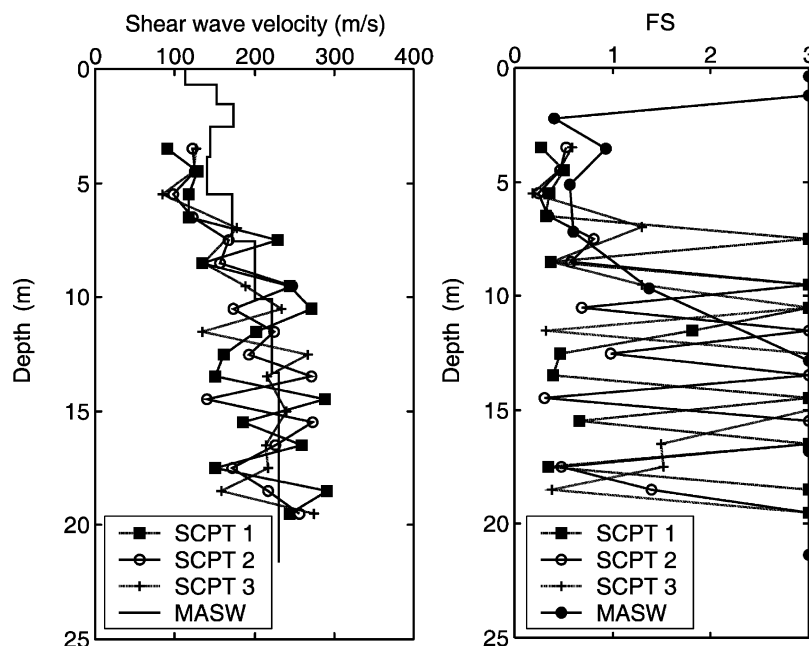 Shear wave velocity (m/s)
0 100 200 300 400
0
5
10
15
20
25
Depth (m)
SCPT 1
SCPT 2
SCPT 3
MASW
FS
0 1 2 3
0
5
10
15
20
25
Depth (m)
SCPT 1
SCPT 2
SCPT 3
MASW